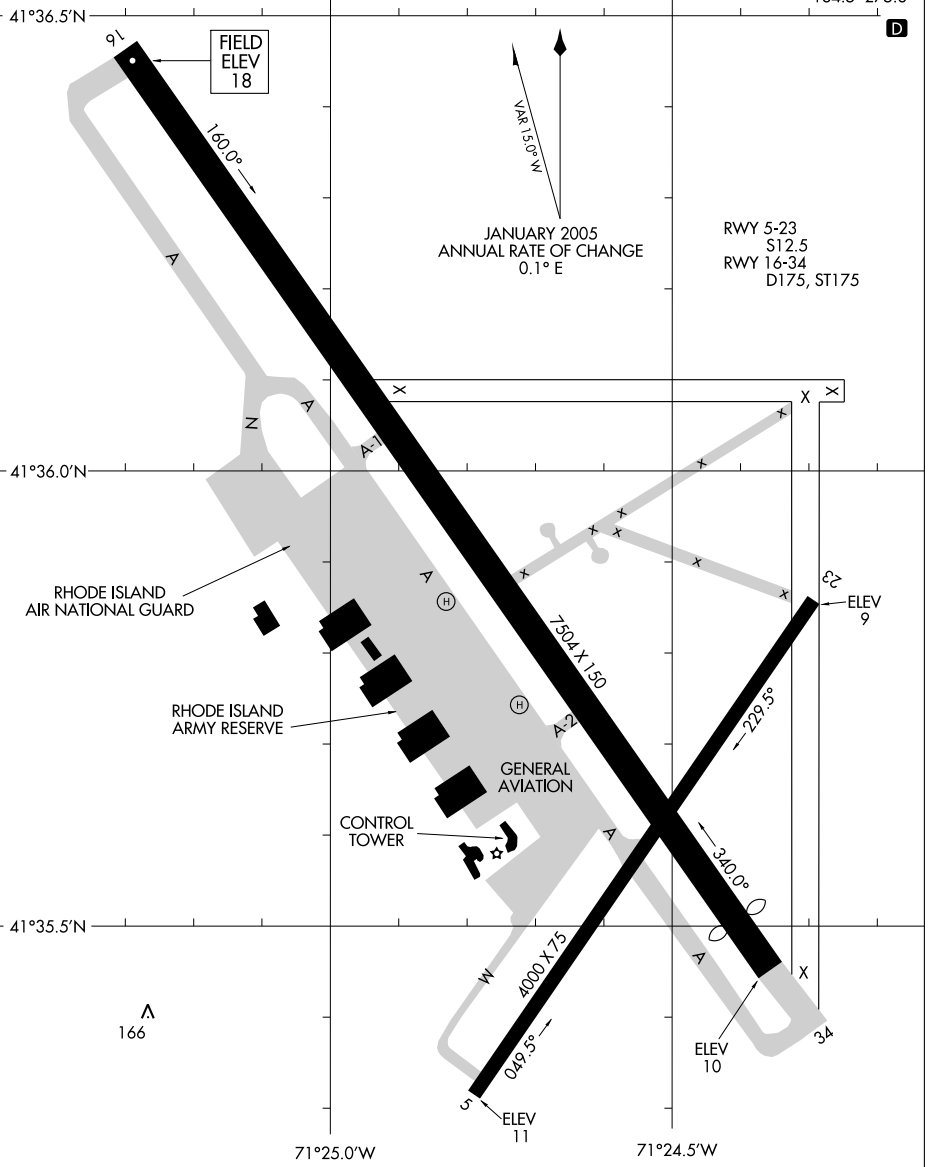 41°36.5'N
D
16
FIELD
ELEV
18
160.0°
VAR 15.0° W
JANUARY 2005
ANNUAL RATE OF CHANGE
0.1° E
RWY 5-23
S12.5
RWY 16-34
D175, ST175
A
X
X
X
x
N
A
A-1
x
41°36.0'N
x
x
x
x
x
x
A
H
23
ELEV
9
RHODE ISLAND
AIR NATIONAL GUARD
7504 X 150
RHODE ISLAND
ARMY RESERVE
H
A-2
229.5°
GENERAL
AVIATION
CONTROL
TOWER
A
340.0°
41°35.5'N
W
4000 X 75
A
X
166
049.5°
34
ELEV
10
5
ELEV
11
71°25.0'W
71°24.5'W